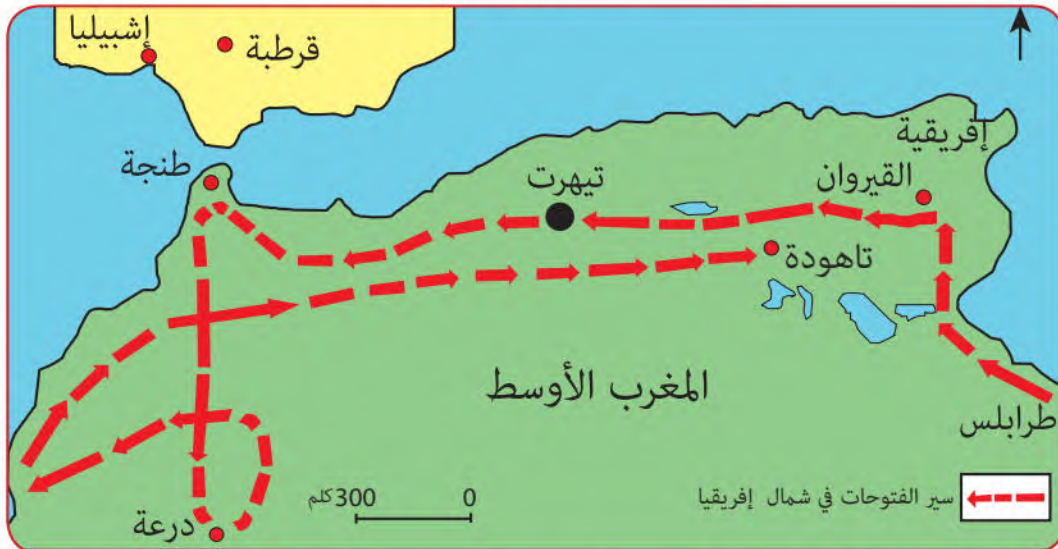 إشبيليا
قرطبة
طنجة
إفريقية
القيروان
تيهرت
تاهودة
المغرب الأوسط
طرابلس
درعة
300كلم 0
سير الفتوحات في شمال إفريقيا